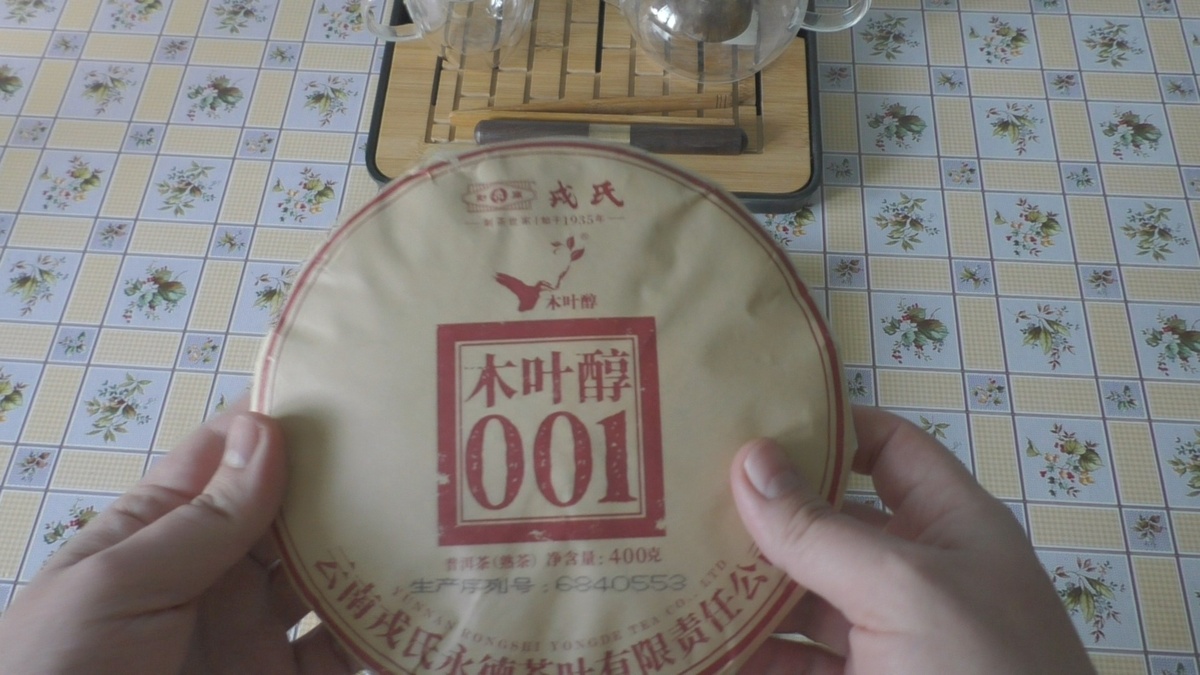 戎氏
制茶世家 | 始于1935年
木叶醇
木叶醇
001
普洱茶(熟茶) 净含量: 400克
生产序列号: 6840553
YUNNAN RONGSHI YONGDE TEA CO., LTD
云南戎氏永德茶叶有限责任公司